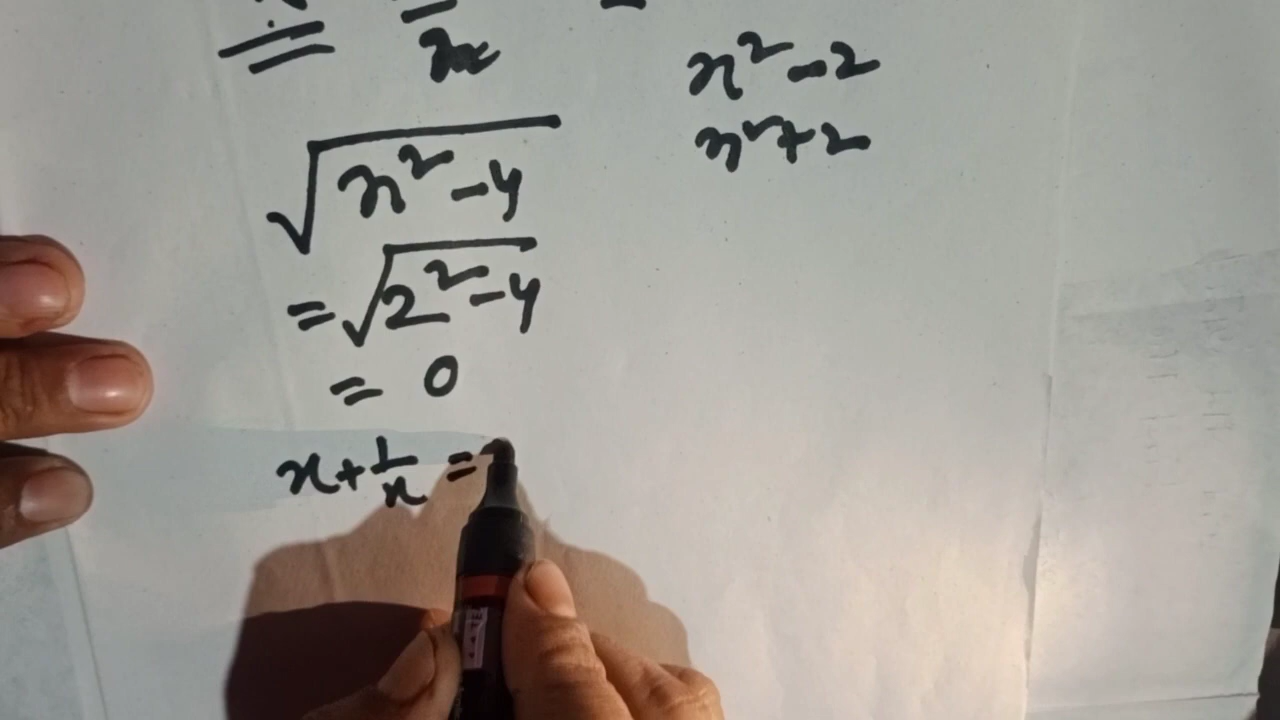 x² - 2
x² + 2
√(x² - 4)
= √(2² - 4)
= 0
x + 1/x =